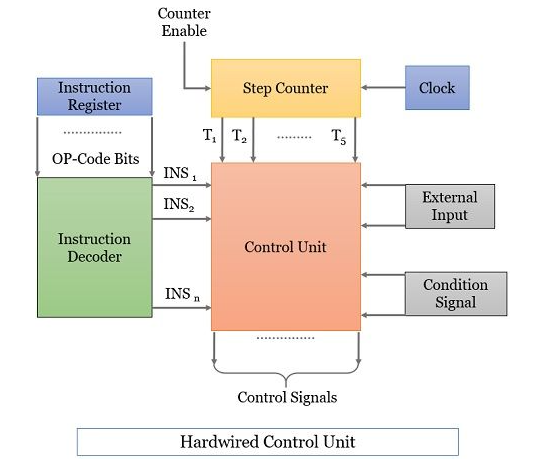 Counter
Enable
Instruction
Register
Step Counter
Clock
T1 T2 ......... T5
..............
OP-Code Bits
INS 1
INS2
INS n
Instruction
Decoder
Control Unit
External
Input
Condition
Signal
..............
Control Signals
Hardwired Control Unit